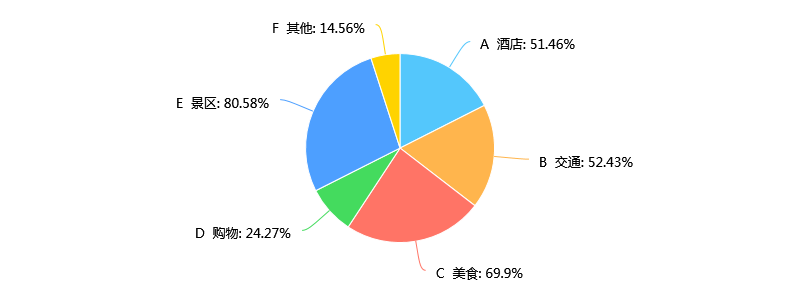 F 其他: 14.56%
A 酒店: 51.46%
E 景区: 80.58%
B 交通: 52.43%
D 购物: 24.27%
C 美食: 69.9%